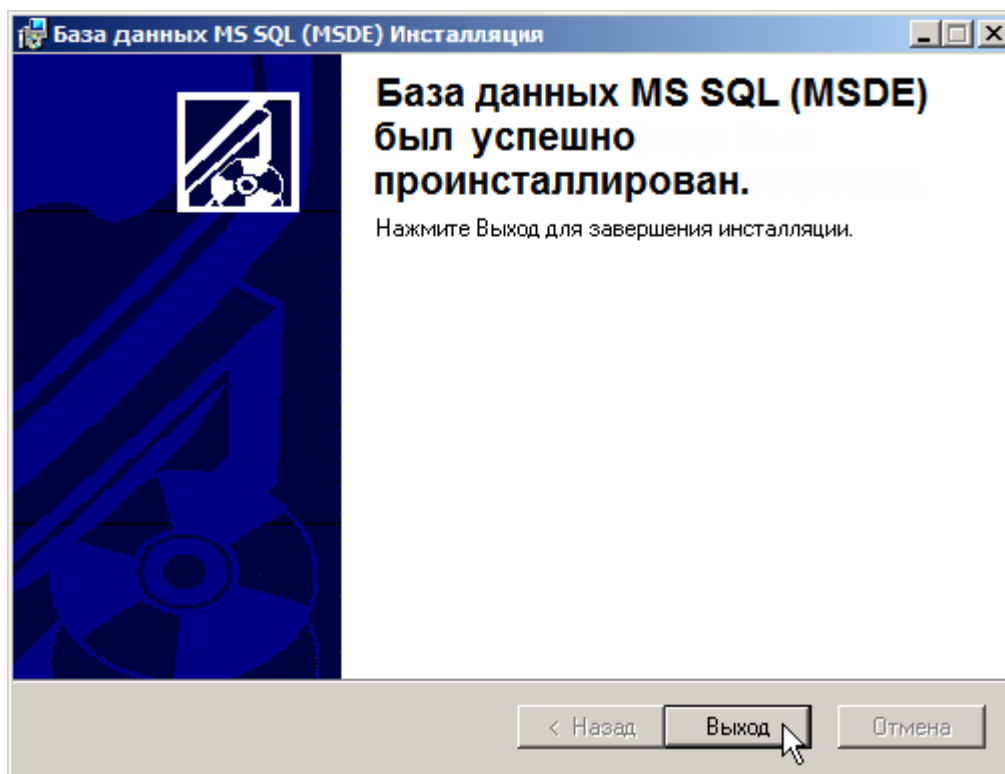 База данных MS SQL (MSDE) Инсталляция
База данных MS SQL (MSDE)
был успешно
проинсталлирован.
Нажмите Выход для завершения инсталляции.
< Назад Выход Отмена